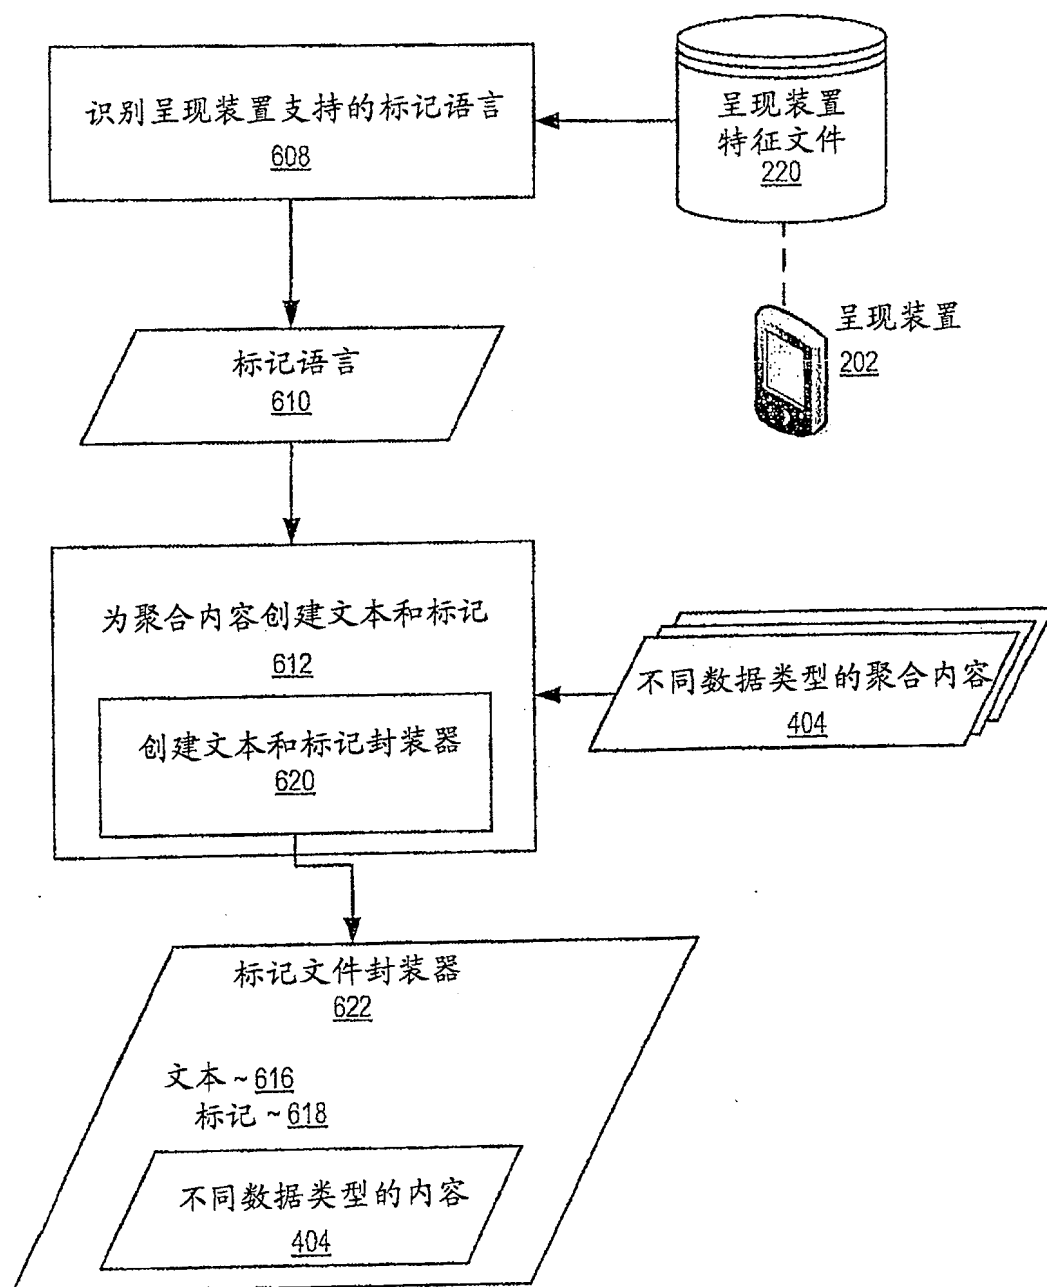 识别呈现装置支持的标记语言
608
呈现装置
特征文件
220
呈现装置
202
标记语言
610
为聚合内容创建文本和标记
612
创建文本和标记封装器
620
不同数据类型的聚合内容
404
标记文件封装器
622
文本~616
标记~618
不同数据类型的内容
404